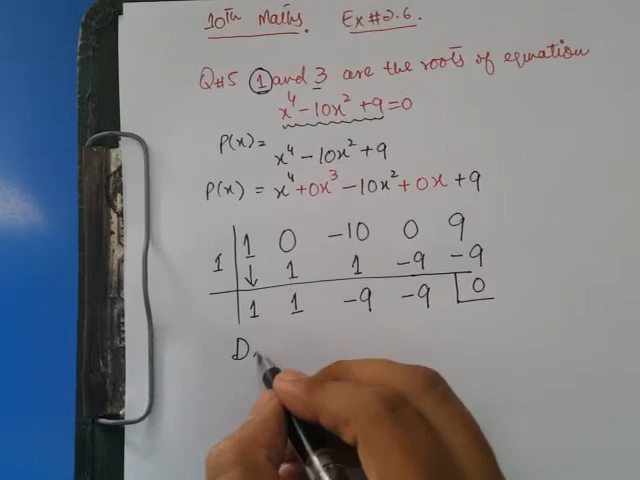 10Th Maths. Ex#2.6.
Q#5 1 and 3 are the roots of equation
x⁴-10x²+9=0
P(x)= x⁴-10x²+9
P(x) = x⁴+0x³-10x²+0x+9
1 0 -10 0 9
1 ↓ 1 1 -9 -9
1 1 -9 -9 0
D.